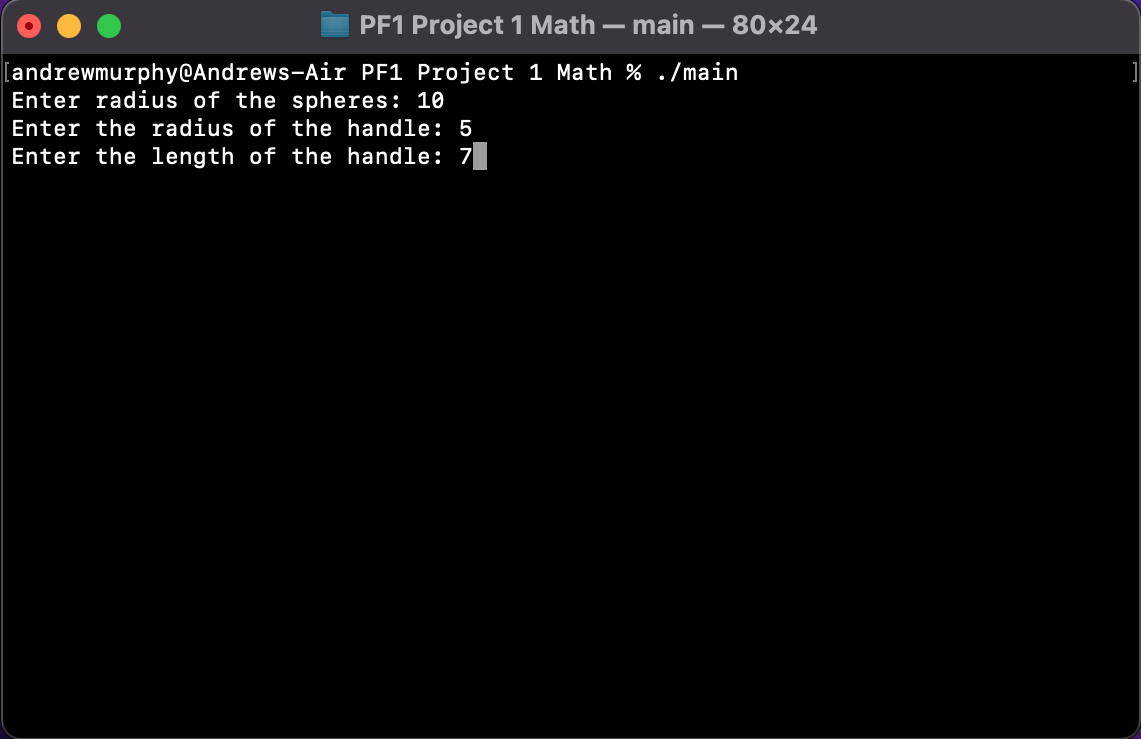 PF1 Project 1 Math — main — 80×24
[andrewmurphy@Andrews-Air PF1 Project 1 Math % ./main ]
Enter radius of the spheres: 10
Enter the radius of the handle: 5
Enter the length of the handle: 7